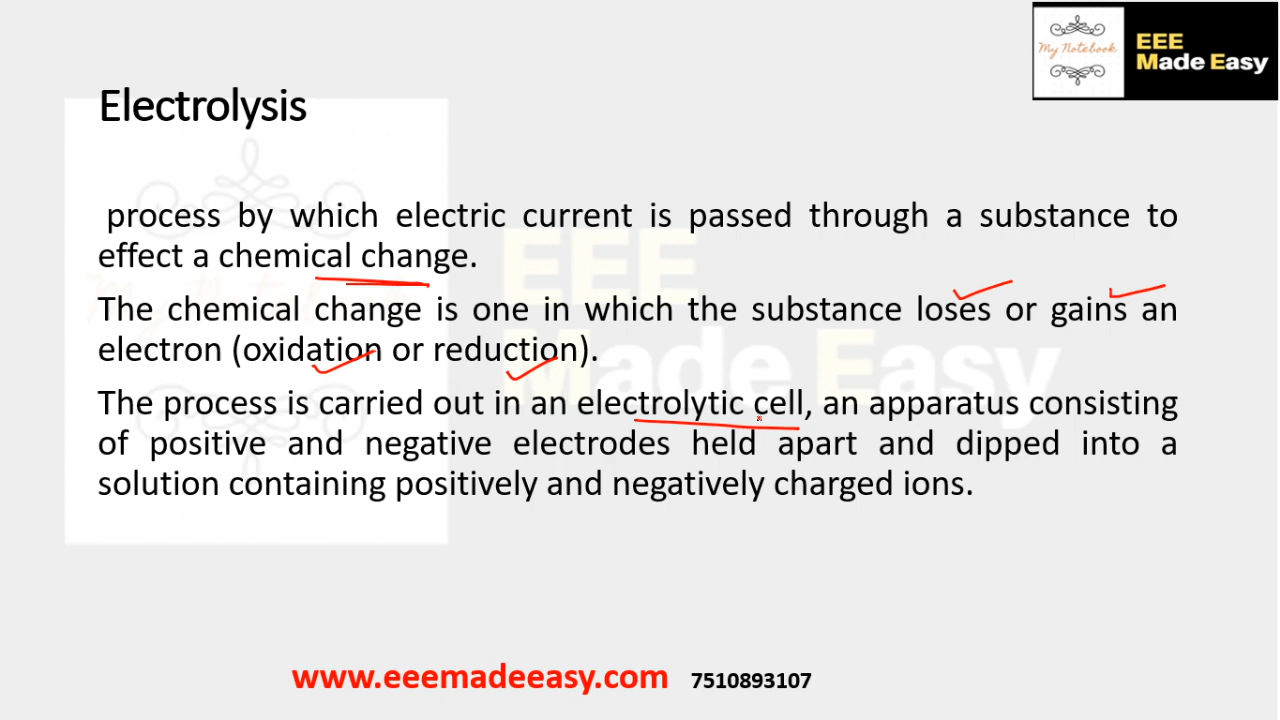 My Notebook
EEE
Made Easy
Electrolysis
process by which electric current is passed through a substance to
effect a chemical change.
The chemical change is one in which the substance loses or gains an
electron (oxidation or reduction).
The process is carried out in an electrolytic cell, an apparatus consisting
of positive and negative electrodes held apart and dipped into a
solution containing positively and negatively charged ions.
EEE
Made Easy
www.eeemadeeasy.com 7510893107